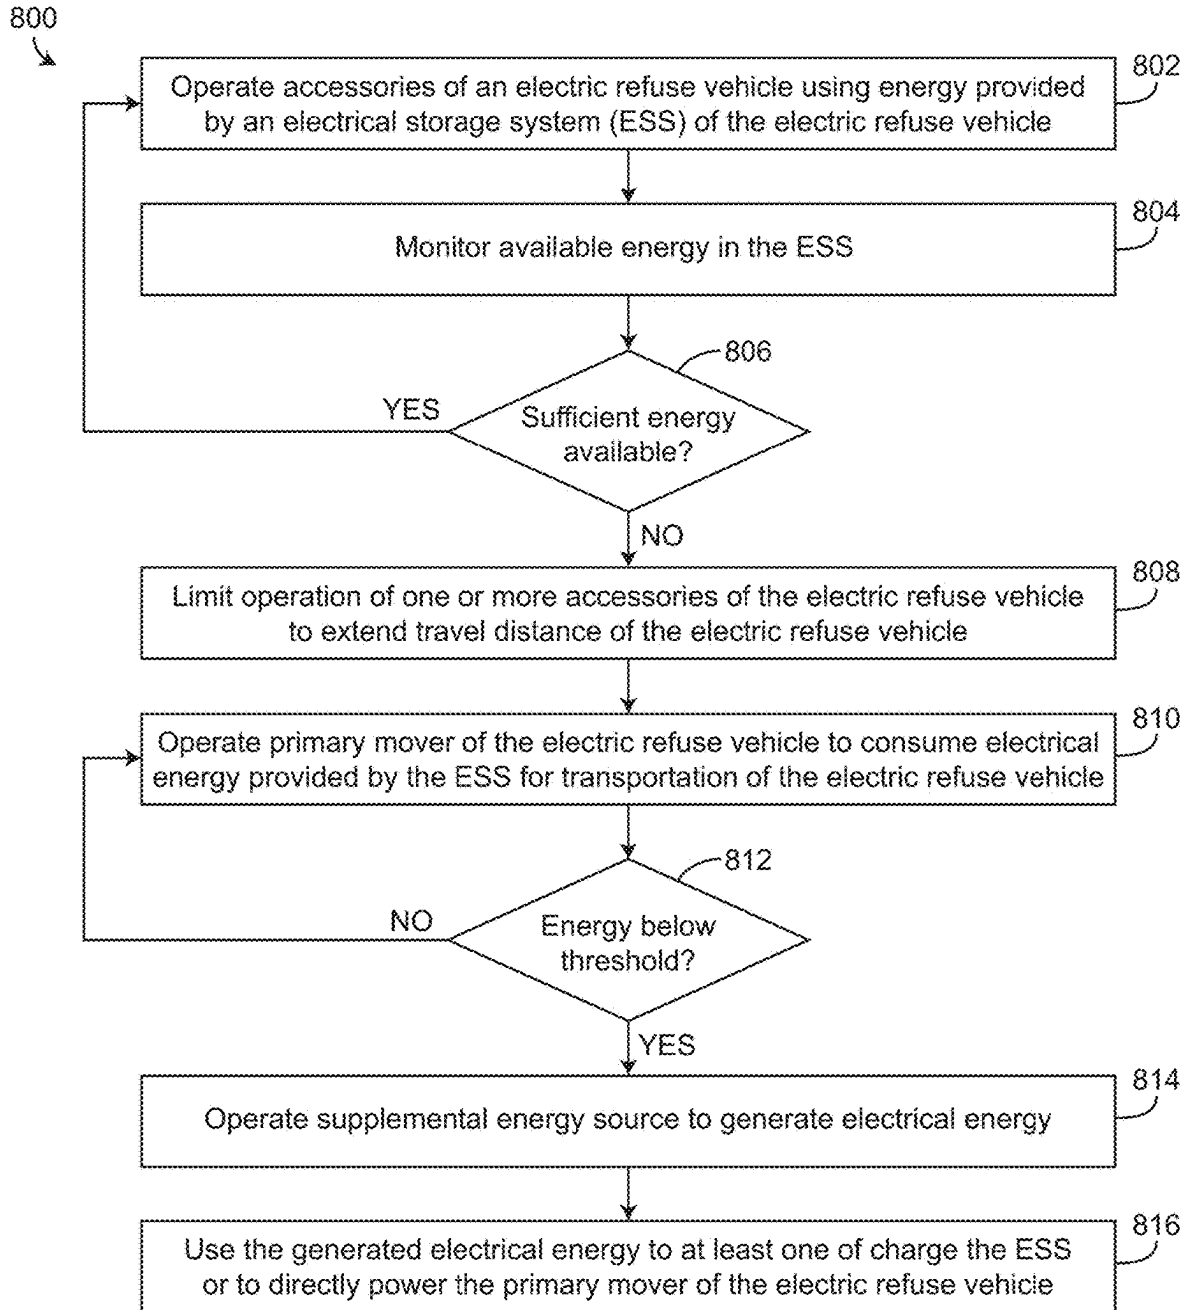 800
802
Operate accessories of an electric refuse vehicle using energy provided
by an electrical storage system (ESS) of the electric refuse vehicle
804
Monitor available energy in the ESS
806
YES
Sufficient energy
available?
NO
808
Limit operation of one or more accessories of the electric refuse vehicle
to extend travel distance of the electric refuse vehicle
810
Operate primary mover of the electric refuse vehicle to consume electrical
energy provided by the ESS for transportation of the electric refuse vehicle
812
NO
Energy below
threshold?
YES
814
Operate supplemental energy source to generate electrical energy
816
Use the generated electrical energy to at least one of charge the ESS
or to directly power the primary mover of the electric refuse vehicle